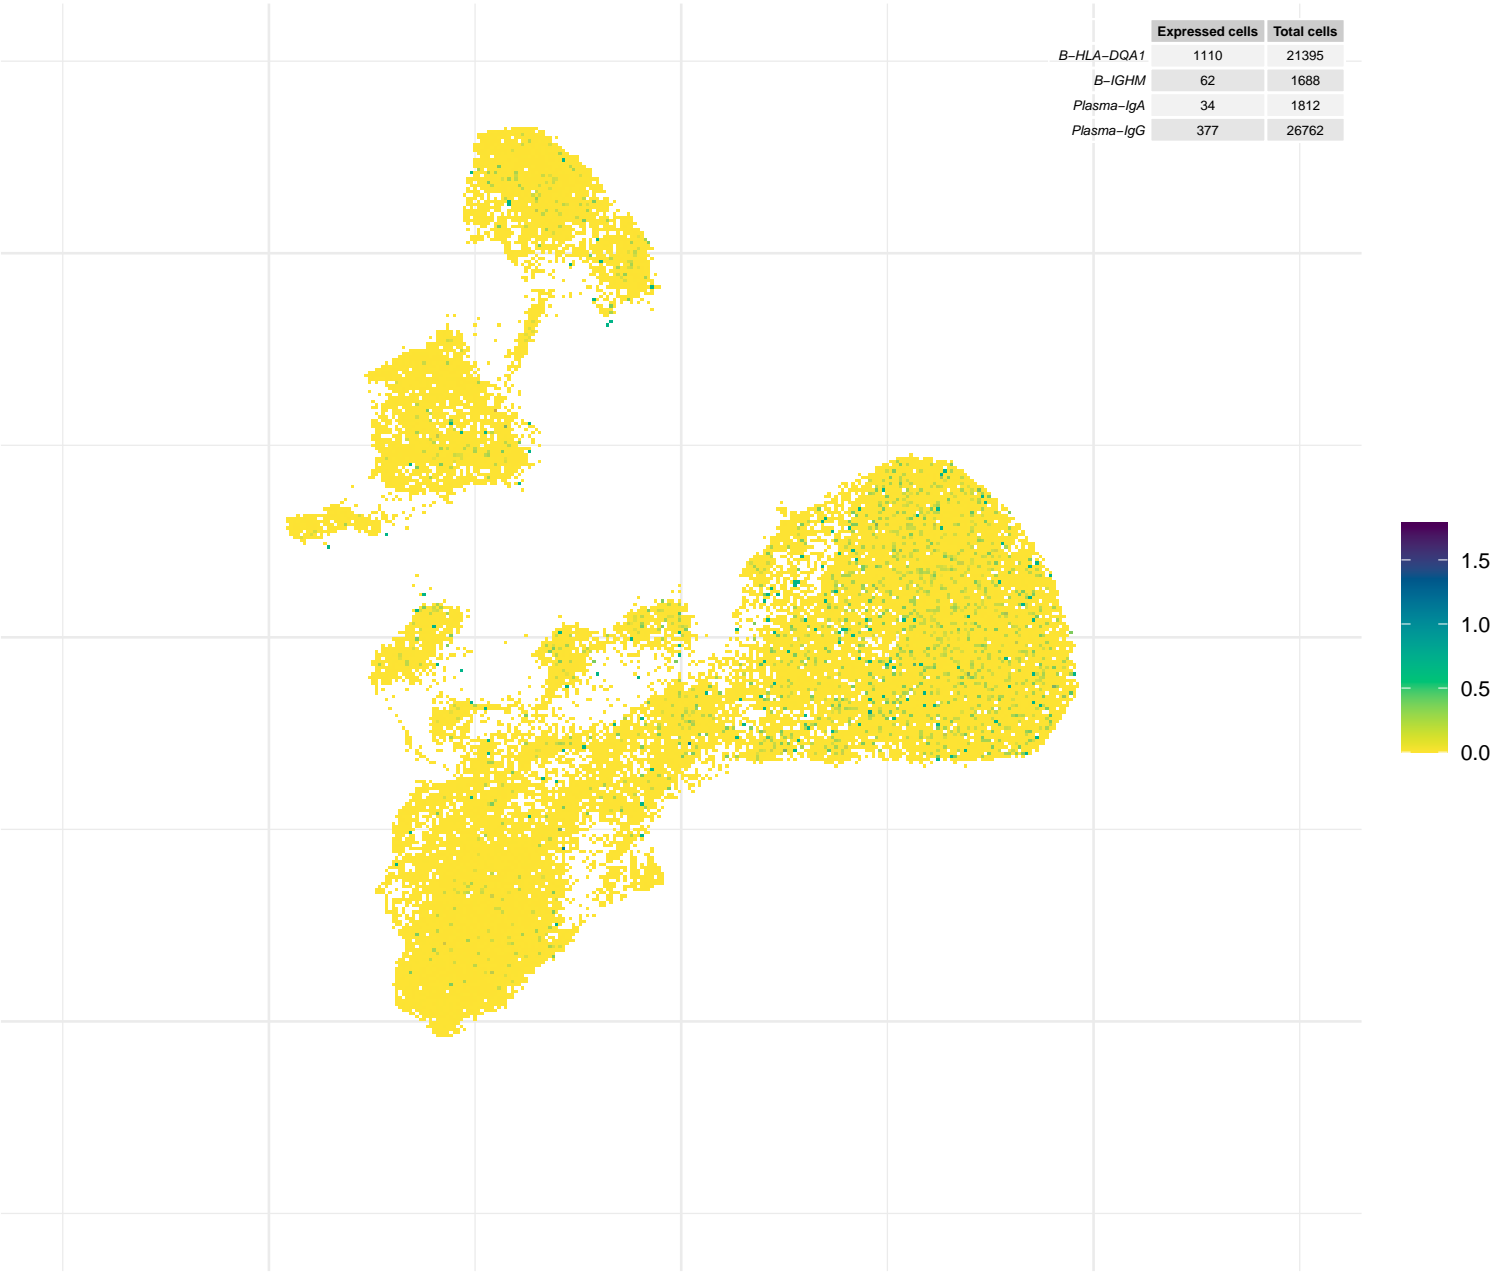 Expressed cells Total cells
B−HLA−DQA1 1110 21395
B−IGHM 62 1688
Plasma−IgA 34 1812
Plasma−IgG 377 26762
1.5
1.0
0.5
0.0